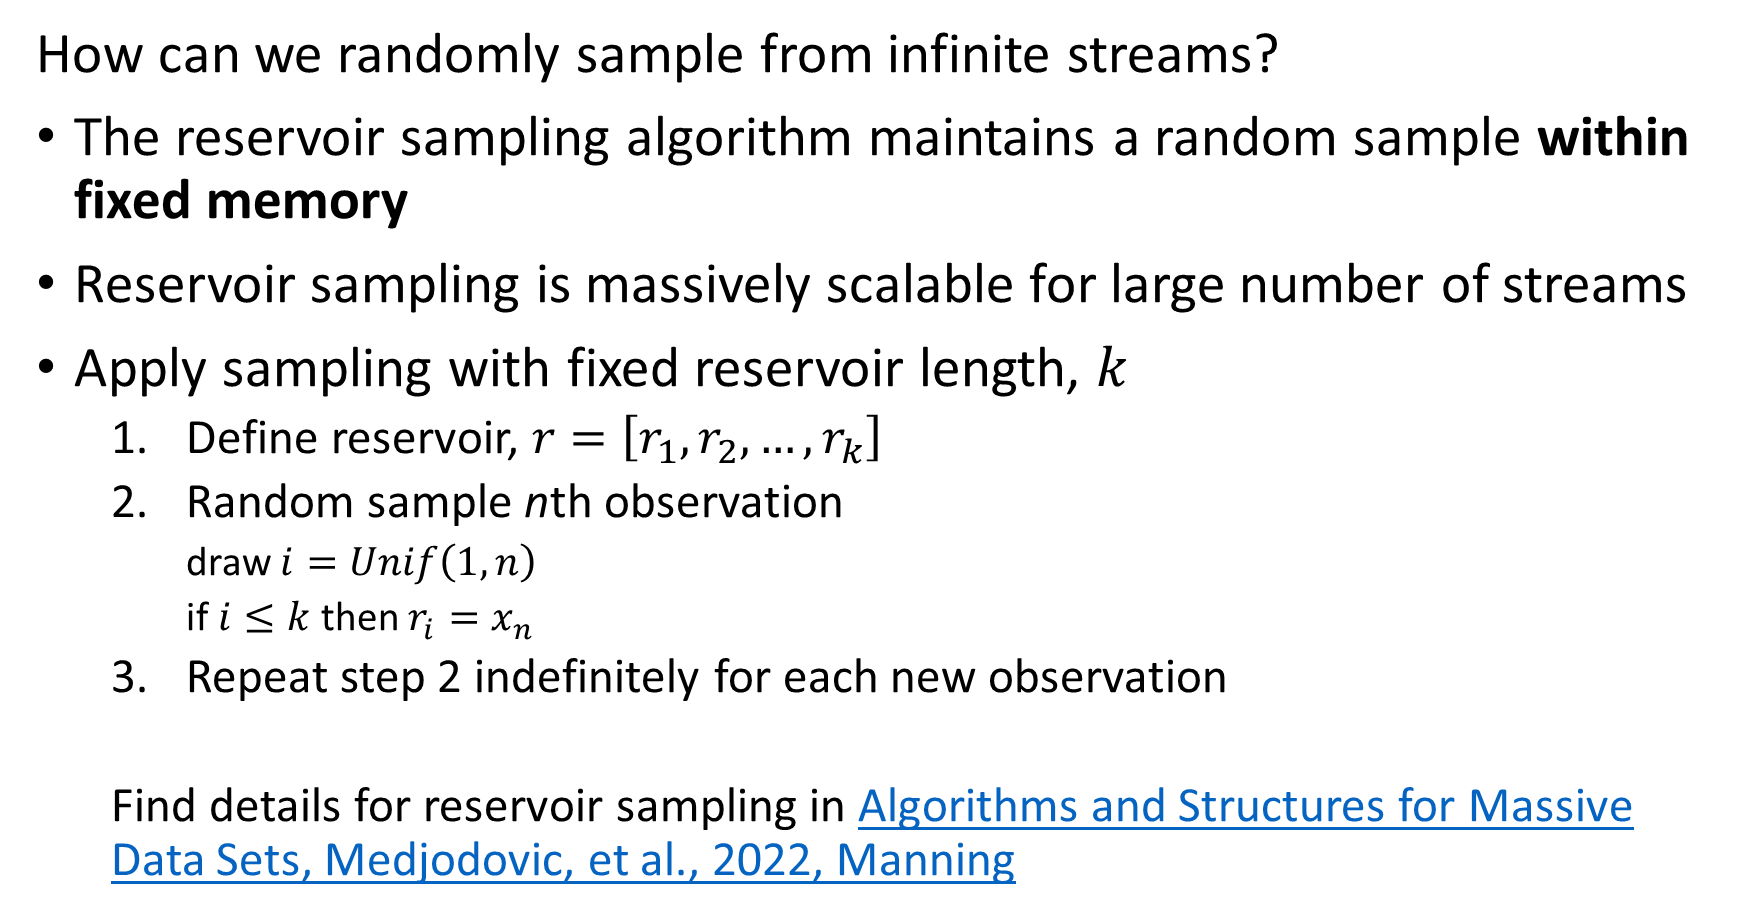 How can we randomly sample from infinite streams?
• The reservoir sampling algorithm maintains a random sample within
fixed memory
• Reservoir sampling is massively scalable for large number of streams
• Apply sampling with fixed reservoir length, k
1. Define reservoir, r = [r₁, r₂, … , rₖ]
2. Random sample nth observation
draw i = Unif(1, n)
if i ≤ k then rᵢ = xₙ
3. Repeat step 2 indefinitely for each new observation
Find details for reservoir sampling in Algorithms and Structures for Massive
Data Sets, Medjodovic, et al., 2022, Manning